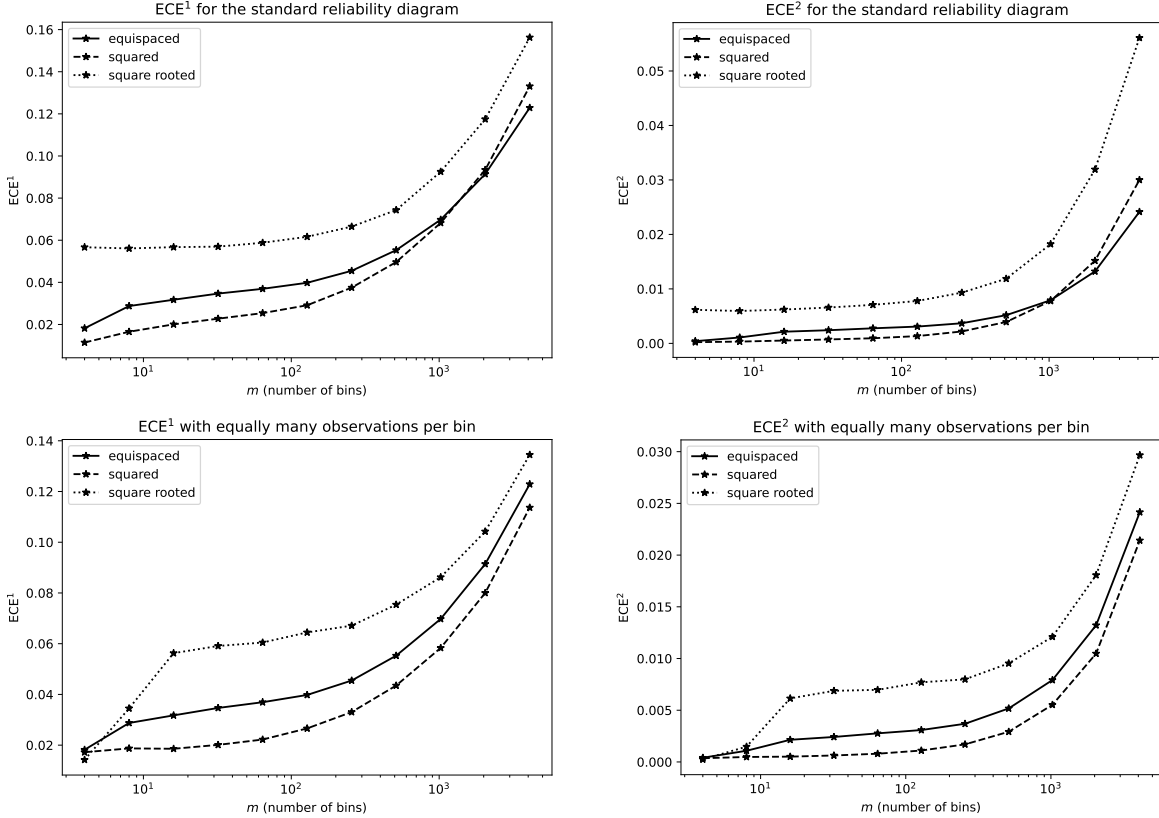 ECE¹ for the standard reliability diagram
equispaced
squared
square rooted
0.16
0.14
0.12
0.10
0.08
0.06
0.04
0.02
ECE¹
10¹
10²
10³
m (number of bins)
ECE² for the standard reliability diagram
equispaced
squared
square rooted
0.05
0.04
0.03
0.02
0.01
0.00
ECE²
10¹
10²
10³
m (number of bins)
ECE¹ with equally many observations per bin
equispaced
squared
square rooted
0.14
0.12
0.10
0.08
0.06
0.04
0.02
ECE¹
10¹
10²
10³
m (number of bins)
ECE² with equally many observations per bin
equispaced
squared
square rooted
0.030
0.025
0.020
0.015
0.010
0.005
0.000
ECE²
10¹
10²
10³
m (number of bins)